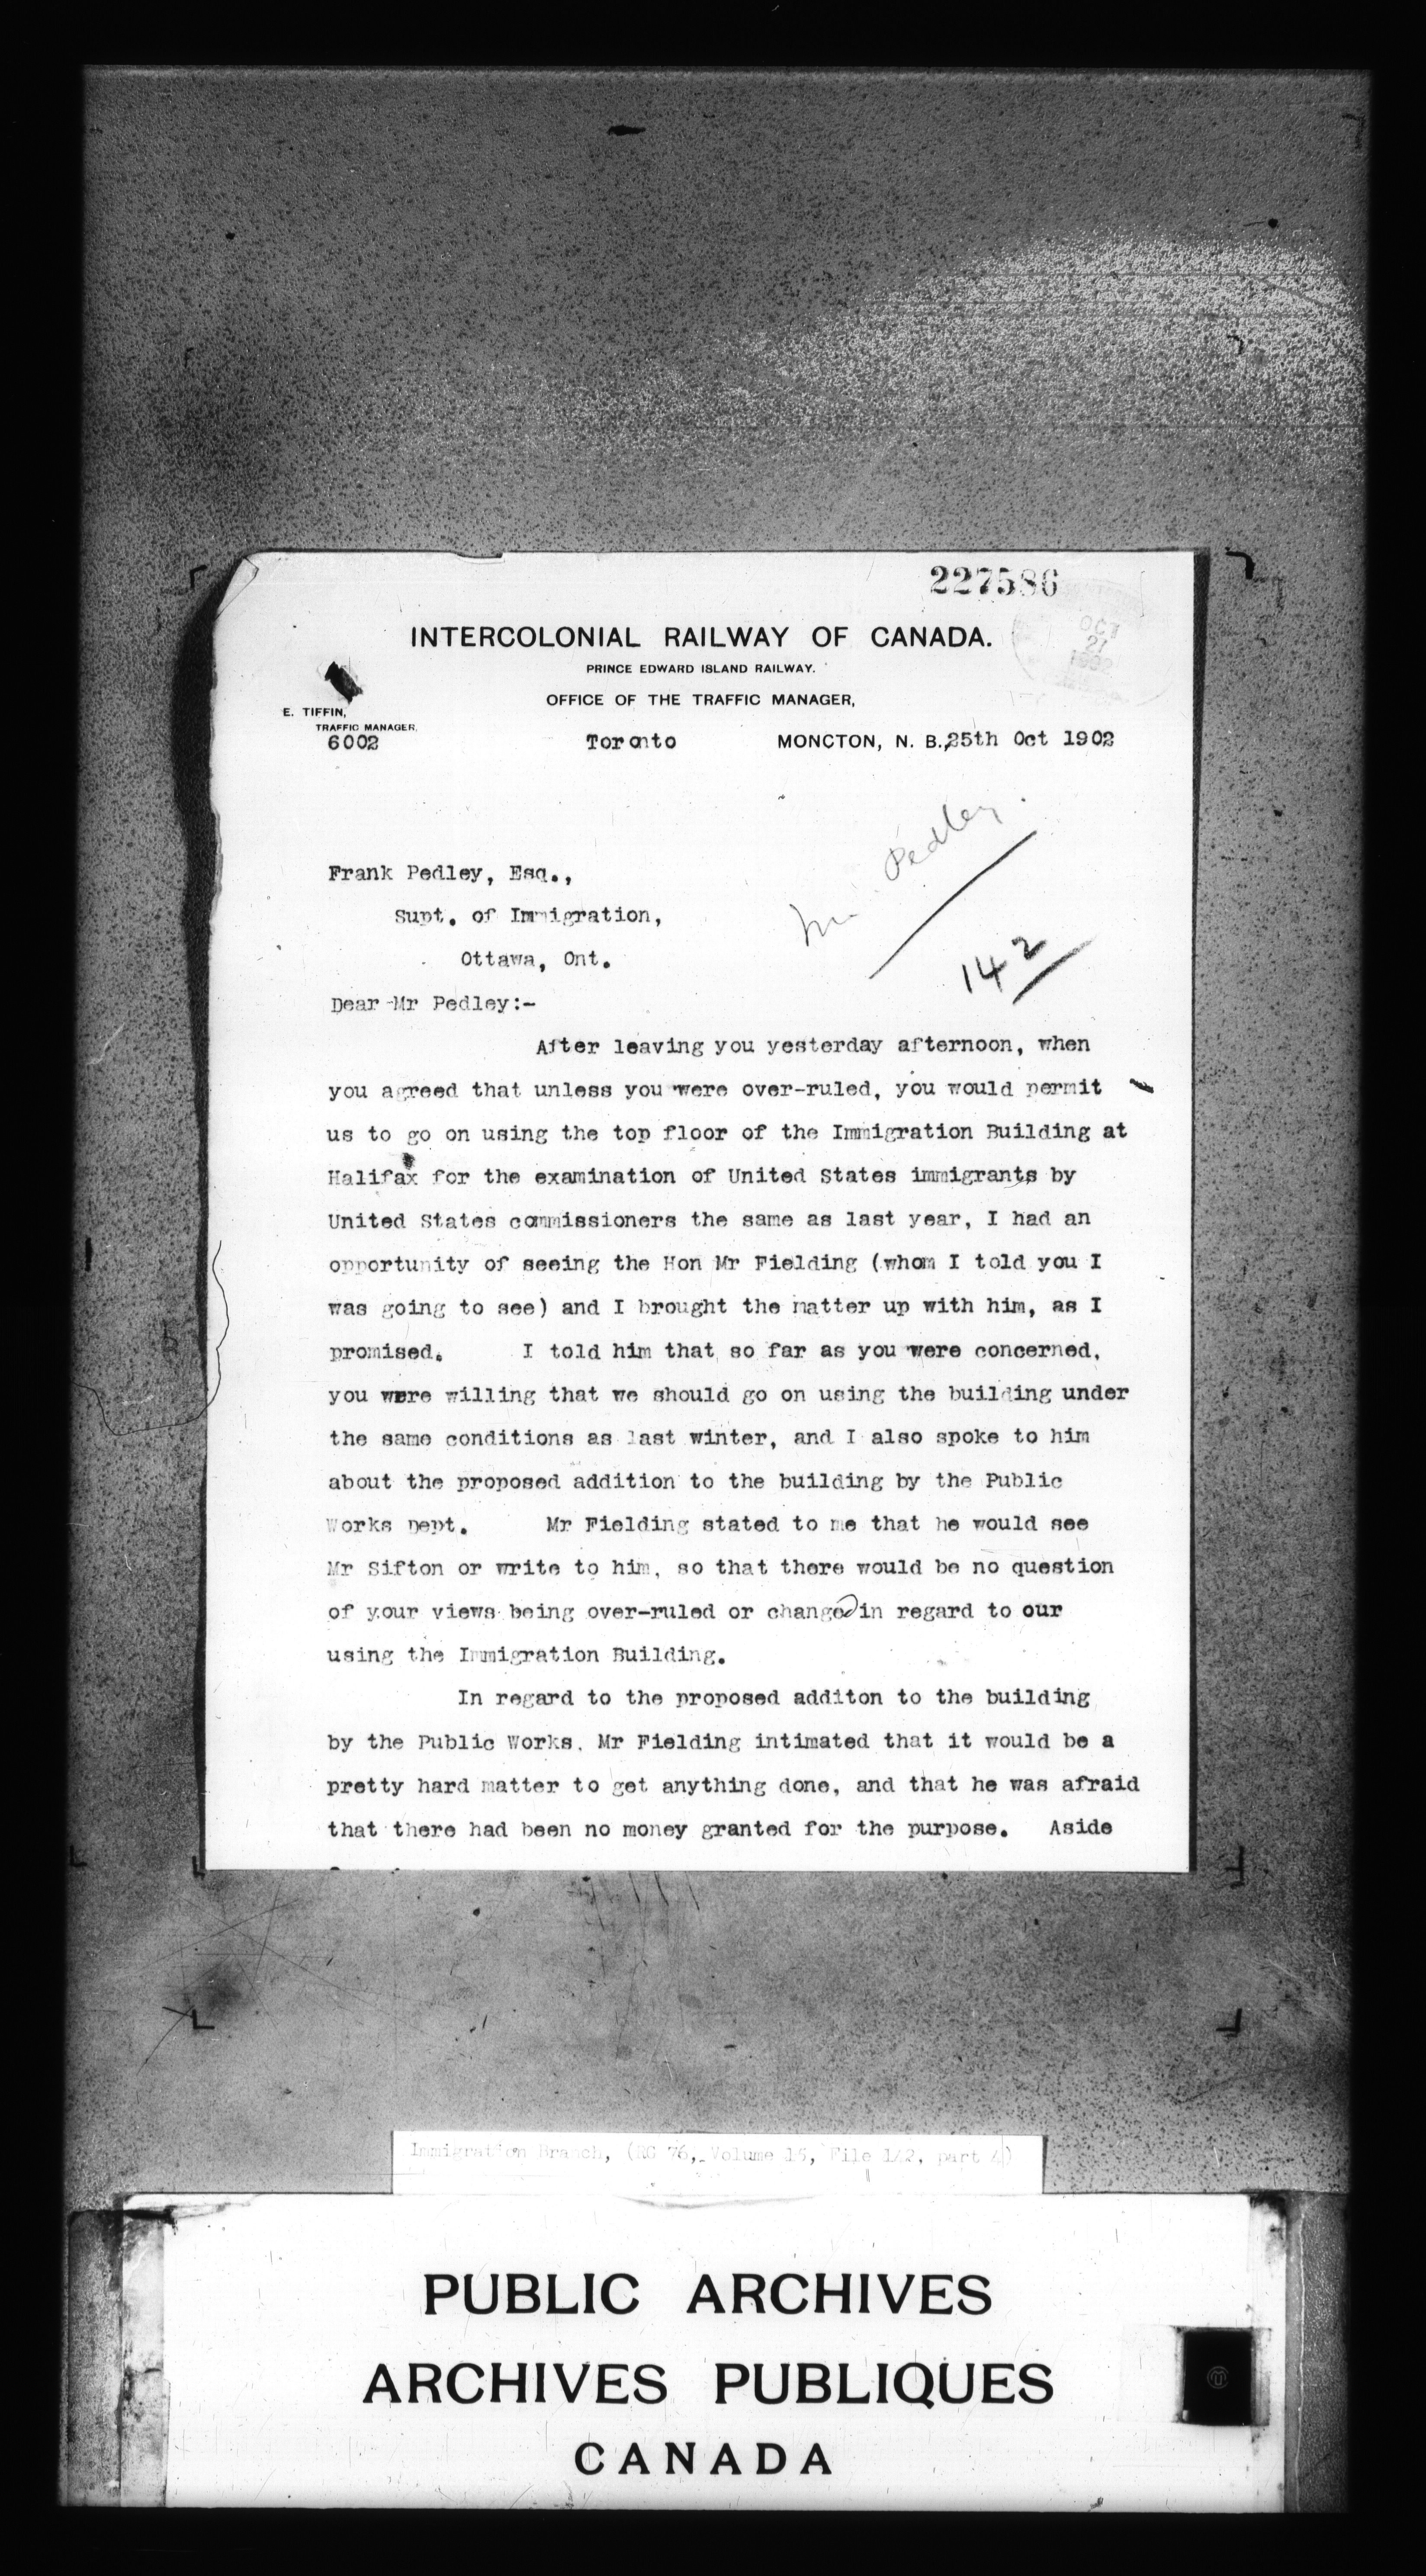 227586
INTERCOLONIAL RAILWAY OF CANADA.
PRINCE EDWARD ISLAND RAILWAY.
OFFICE OF THE TRAFFIC MANAGER,
E. TIFFIN,
TRAFFIC MANAGER.
6002 Toronto MONCTON, N. B., 25th Oct 1902
OCT
1902
Mr. Pedley
142
Frank Pedley, Esq.,
Supt. of Immigration,
Ottawa, Ont.
Dear Mr Pedley:-
After leaving you yesterday afternoon, when
you agreed that unless you were over-ruled, you would permit
us to go on using the top floor of the Immigration Building at
Halifax for the examination of United States immigrants by
United States commissioners the same as last year, I had an
opportunity of seeing the Hon Mr Fielding (whom I told you I
was going to see) and I brought the matter up with him, as I
promised. I told him that so far as you were concerned,
you were willing that we should go on using the building under
the same conditions as last winter, and I also spoke to him
about the proposed addition to the building by the Public
Works Dept. Mr Fielding stated to me that he would see
Mr Sifton or write to him, so that there would be no question
of your views being over-ruled or changed in regard to our
using the Immigration Building.
In regard to the proposed additon to the building
by the Public Works, Mr Fielding intimated that it would be a
pretty hard matter to get anything done, and that he was afraid
that there had been no money granted for the purpose. Aside
Immigration Branch, (RG 76, Volume 15, File 142, part 4)
PUBLIC ARCHIVES
ARCHIVES PUBLIQUES
CANADA